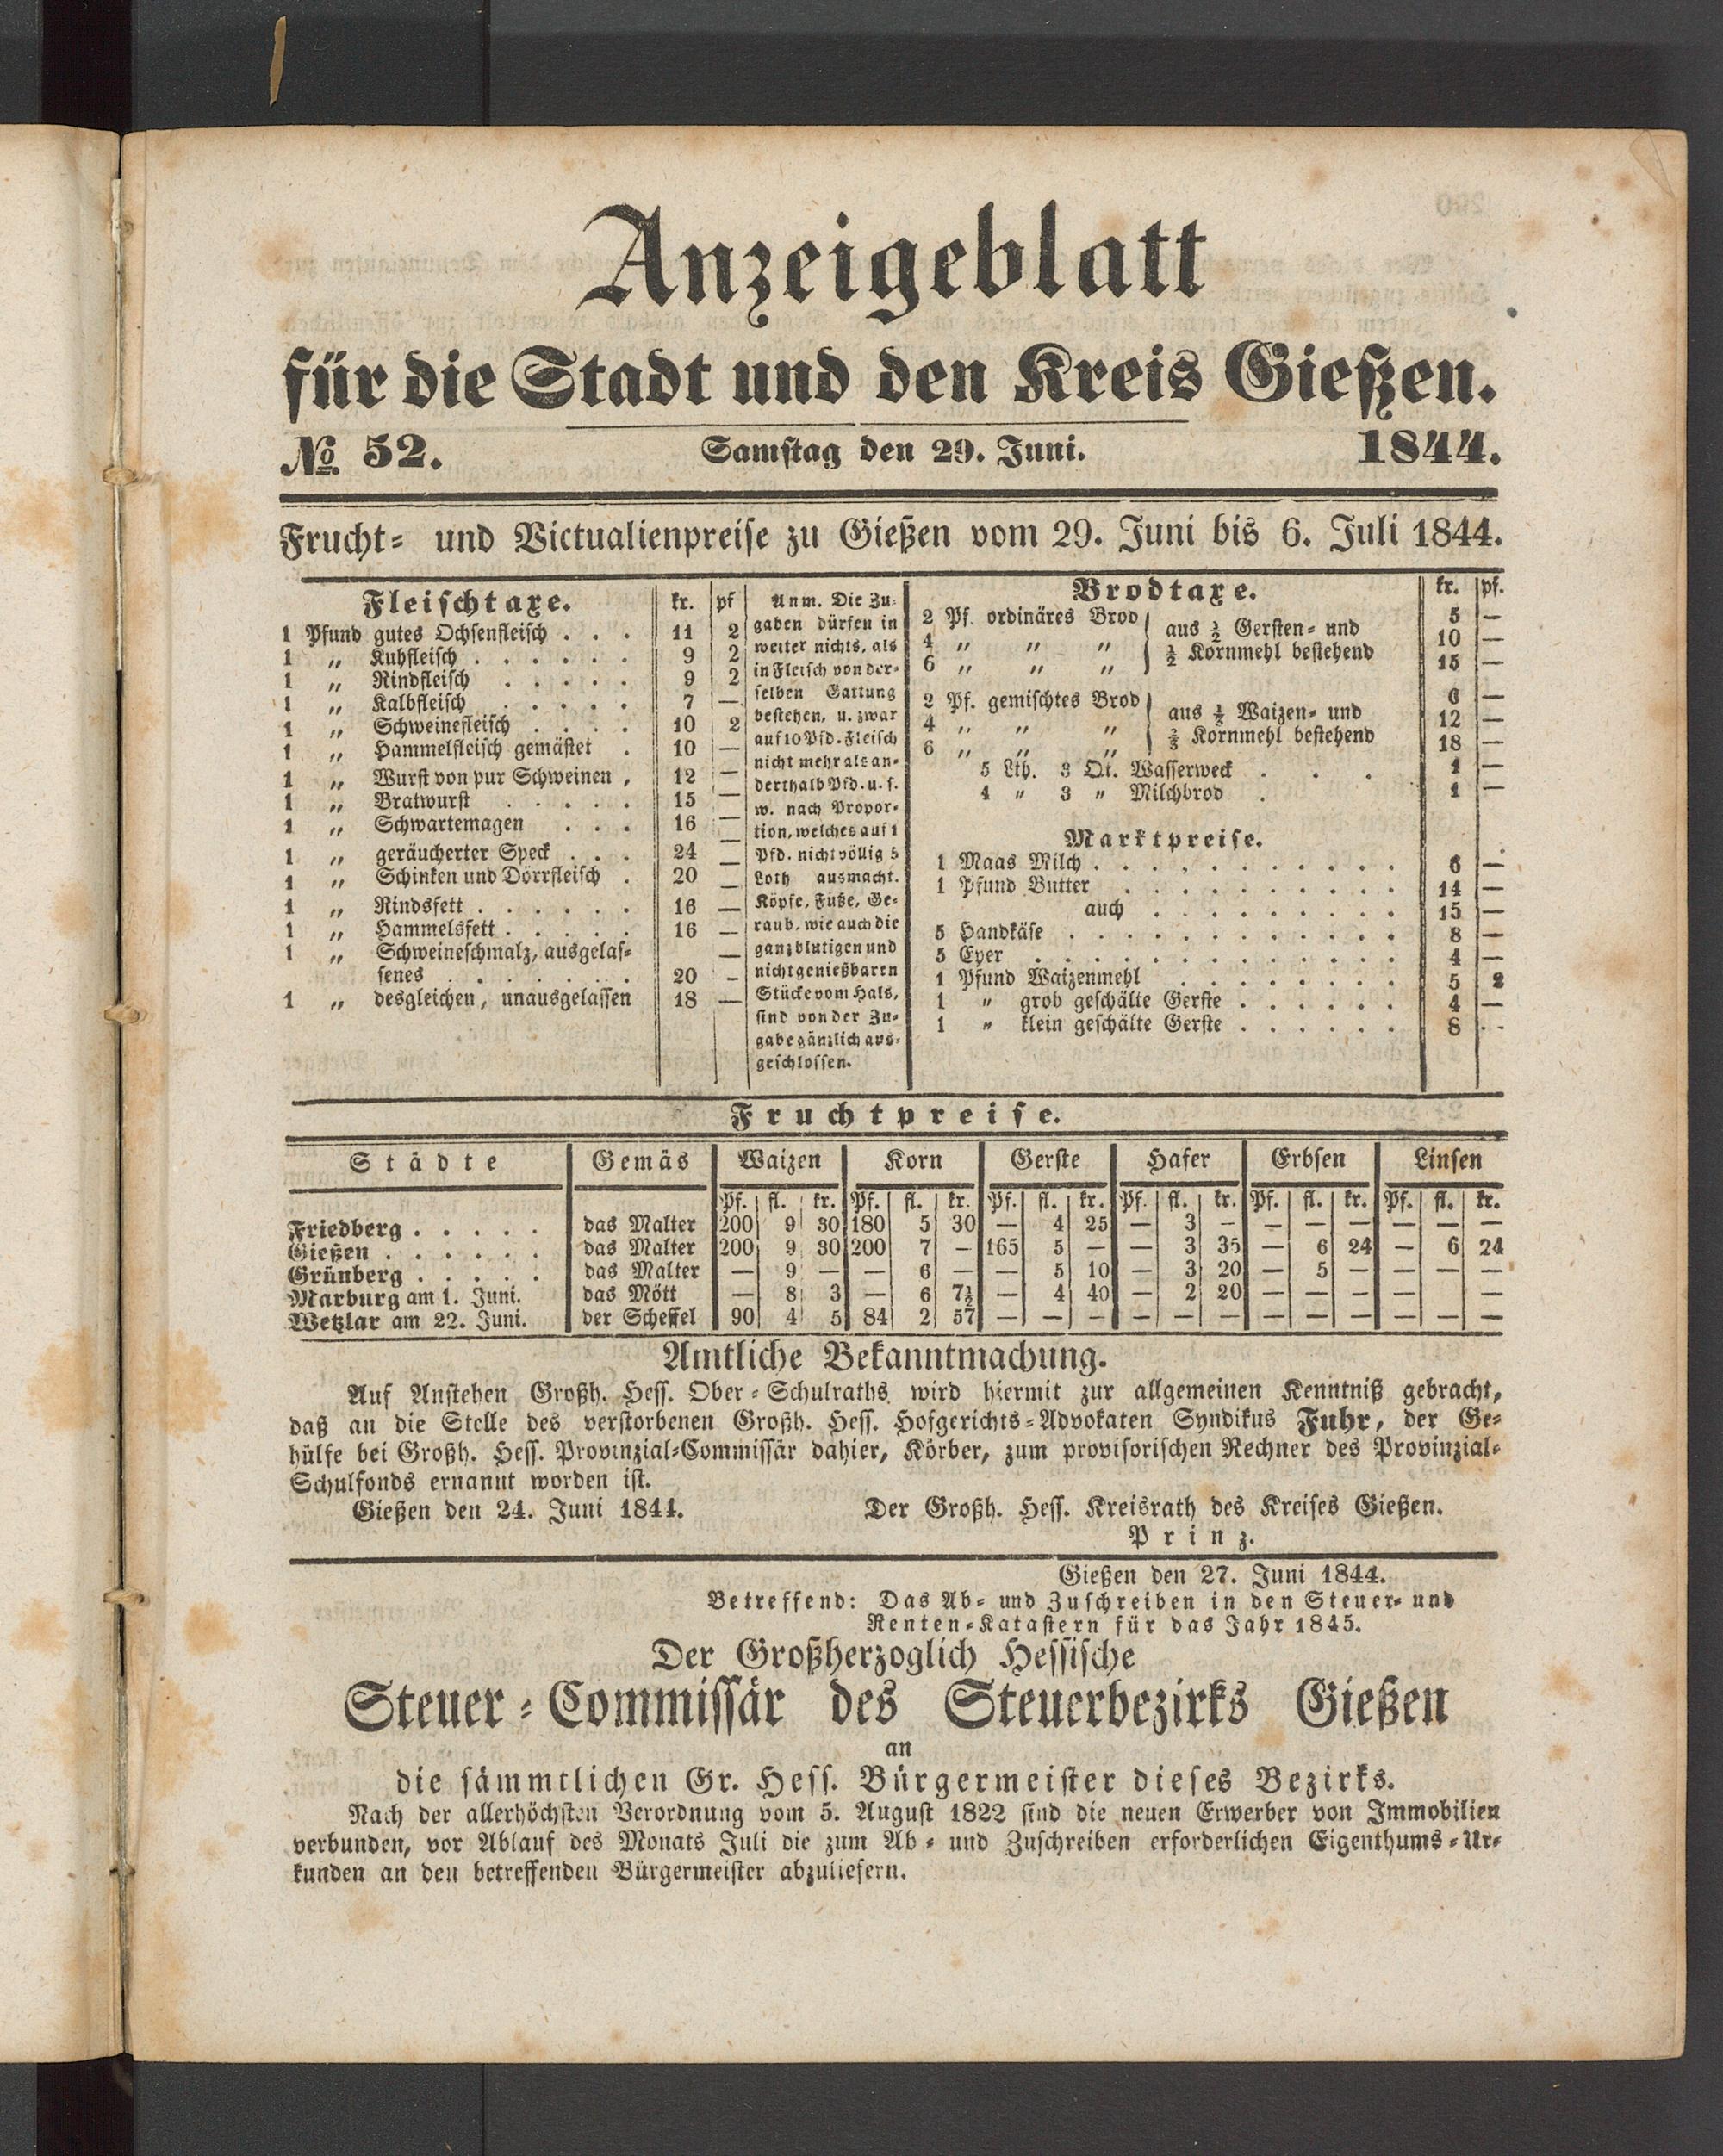 Anzeigeblatt
für die Stadt und den Kreis Gießen.
№ 52. Samstag den 29. Juni. 1844.
Frucht- und Victualienpreise zu Gießen vom 29. Juni bis 6. Juli 1844.
Fleischtaxe. kr. pf
1 Pfund gutes Ochsenfleisch . . . 11 2
1 „ Kuhfleisch . . . . . . 9 2
1 „ Rindfleisch . . . . . 9 2
1 „ Kalbfleisch . . . . . 7 —
1 „ Schweinefleisch . . . . 10 2
1 „ Hammelfleisch gemästet . 10 —
1 „ Wurst von pur Schweinen , 12 —
1 „ Bratwurst . . . . . 15 —
1 „ Schwartemagen . . . 16 —
1 „ geräucherter Speck . . . 24 —
1 „ Schinken und Dörrfleisch . 20 —
1 „ Rindsfett . . . . . . 16 —
1 „ Hammelsfett . . . . . 16 —
1 „ Schweineschmalz, ausgelas- —
senes . . . . . . . 20 -
1 „ desgleichen, unausgelassen 18 —
Anm. Die Zu-
gaben dürfen in
weiter nichts, als
in Fleisch von der-
selben Gattung
bestehen, u. zwar
auf 10 Pfd. Fleisch
nicht mehr als an-
derthalb Pfd. u. s.
w. nach Propor-
tion, welches auf 1
Pfd. nicht völlig 5
Loth ausmacht.
Köpfe, Füße, Ge-
raub, wie auch die
ganz blutigen und
nicht genießbaren
Stücke vom Hals,
sind von der Zu-
gabe gänzlich aus-
geschlossen.
Brodtaxe. kr. pf.
2 Pf. ordinäres Brod } aus ½ Gersten- und 5 —
4 „ „ „ ½ Kornmehl bestehend 10 —
6 „ „ „ 15 —
2 Pf. gemischtes Brod } aus ⅓ Waizen- und 6 —
4 „ „ „ ⅔ Kornmehl bestehend 12 —
6 „ „ „ 18 —
5 Lth. 3 Qt. Wasserweck . . . 1 —
4 „ 3 „ Milchbrod . 1 —
Marktpreise.
1 Maas Milch . . . . . . . . . . . 6 —
1 Pfund Butter . . . . . . . . . . 14 —
auch . . . . . . . . . 15 —
5 Handkäse . . . . . . . . . . . . 8 —
5 Eyer . . . . . . . . . . . . . 4 —
1 Pfund Waizenmehl . . . . . . . . 5 2
1 „ grob geschälte Gerste . . . . . . 4 —
1 „ klein geschälte Gerste . . . . . . 8 - -
Fruchtpreise.
Städte Gemäs Waizen Korn Gerste Hafer Erbsen Linsen
Pf. fl. kr. Pf. fl. kr. Pf. fl. kr. Pf. fl. kr. Pf. fl. kr. Pf. fl. kr.
Friedberg . . . . . das Malter 200 9 30 180 5 30 — 4 25 — 3 — — — — — — —
Gießen . . . . . . das Malter 200 9 30 200 7 — 165 5 — — 3 35 — 6 24 — 6 24
Grünberg . . . . . das Malter — 9 — — 6 — — 5 10 — 3 20 — 5 — — — —
Marburg am 1. Juni. das Mött — 8 3 — 6 7½ — 4 40 — 2 20 — — — — —
Wetzlar am 22. Juni. der Scheffel 90 4 5 84 2 57 — — — — — — — — — — — —
Amtliche Bekanntmachung.
Auf Anstehen Großh. Hess. Ober-Schulraths wird hiermit zur allgemeinen Kenntniß gebracht,
daß an die Stelle des verstorbenen Großh. Hess. Hofgerichts-Advokaten Syndikus Fuhr, der Ge-
hülfe bei Großh. Hess. Provinzial-Commissär dahier, Körber, zum provisorischen Rechner des Provinzial-
Schulfonds ernannt worden ist.
Gießen den 24. Juni 1844. Der Großh. Hess. Kreisrath des Kreises Gießen.
Prinz.
Gießen den 27. Juni 1844.
Betreffend: Das Ab- und Zuschreiben in den Steuer- und
Renten-Katastern für das Jahr 1845.
Der Großherzoglich Hessische
Steuer-Commissär des Steuerbezirks Gießen
an
die sämmtlichen Gr. Hess. Bürgermeister dieses Bezirks.
Nach der allerhöchsten Verordnung vom 5. August 1822 sind die neuen Erwerber von Immobilien
verbunden, vor Ablauf des Monats Juli die zum Ab- und Zuschreiben erforderlichen Eigenthums-Ur-
kunden an den betreffenden Bürgermeister abzuliefern.